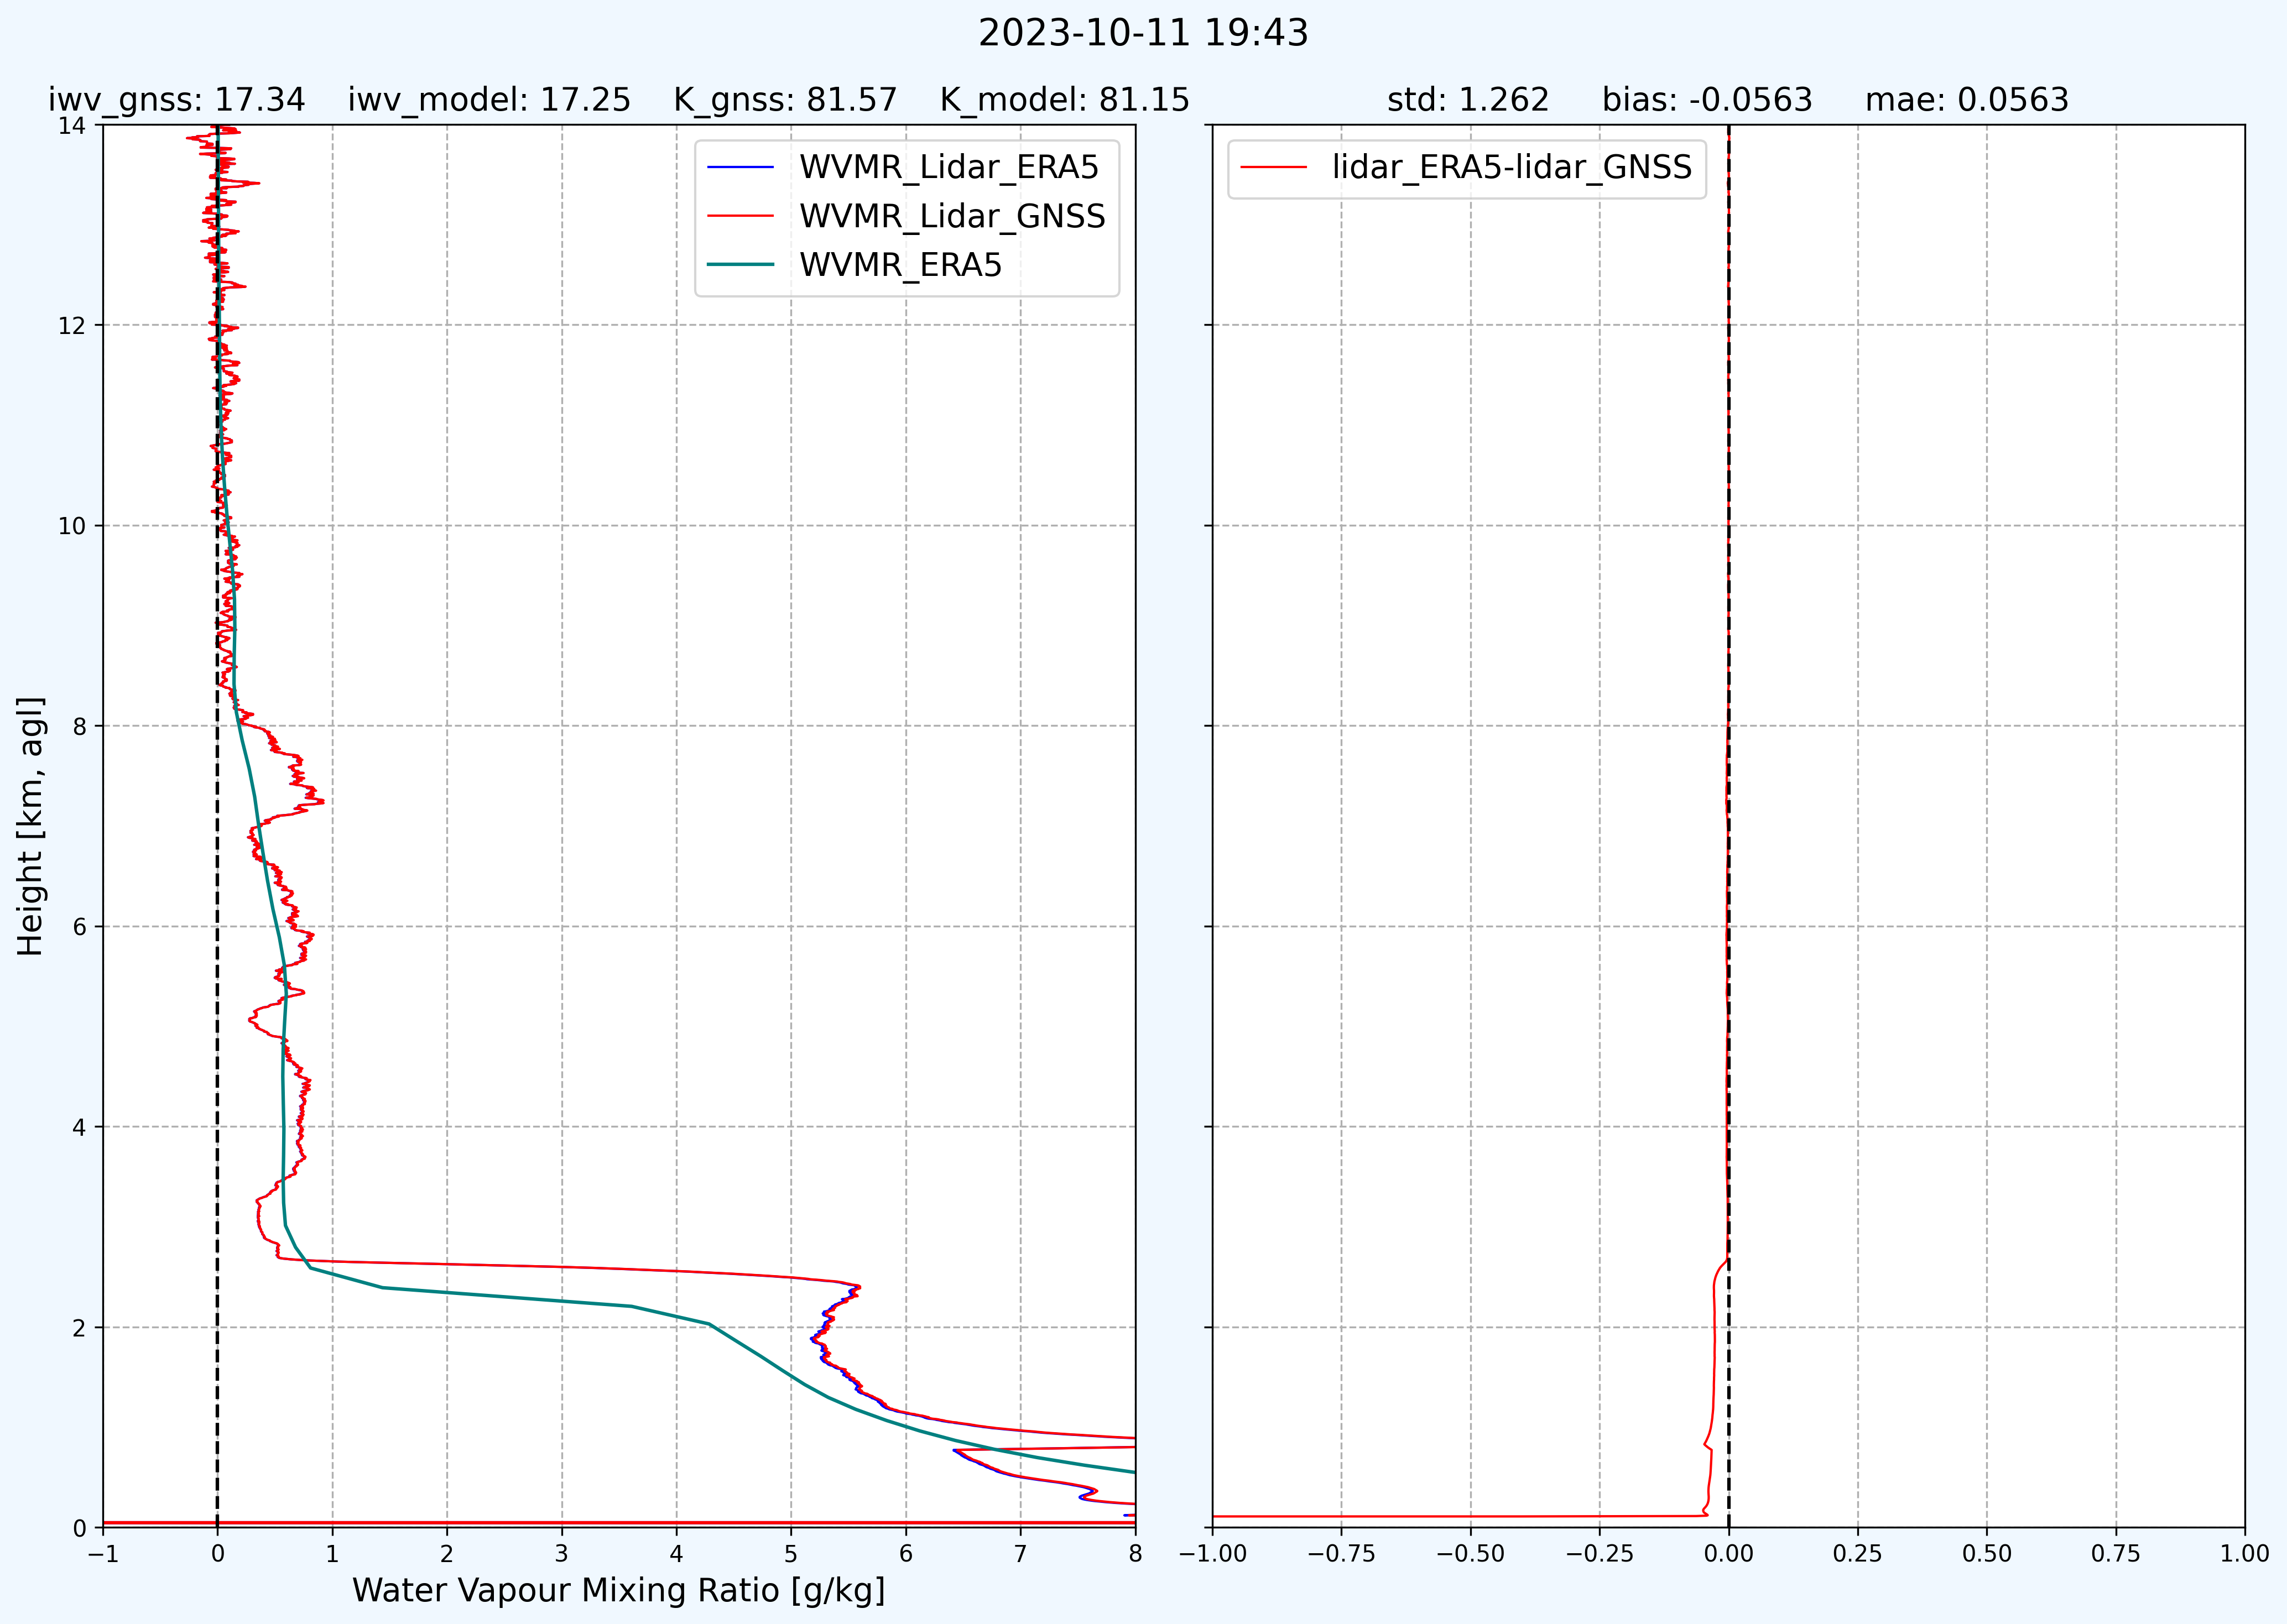 2023-10-11 19:43
iwv_gnss: 17.34 iwv_model: 17.25 K_gnss: 81.57 K_model: 81.15
std: 1.262 bias: -0.0563 mae: 0.0563
WVMR_Lidar_ERA5
WVMR_Lidar_GNSS
WVMR_ERA5
lidar_ERA5-lidar_GNSS
Height [km, agl]
14
12
10
8
6
4
2
0
−1 0 1 2 3 4 5 6 7 8
Water Vapour Mixing Ratio [g/kg]
−1.00 −0.75 −0.50 −0.25 0.00 0.25 0.50 0.75 1.00